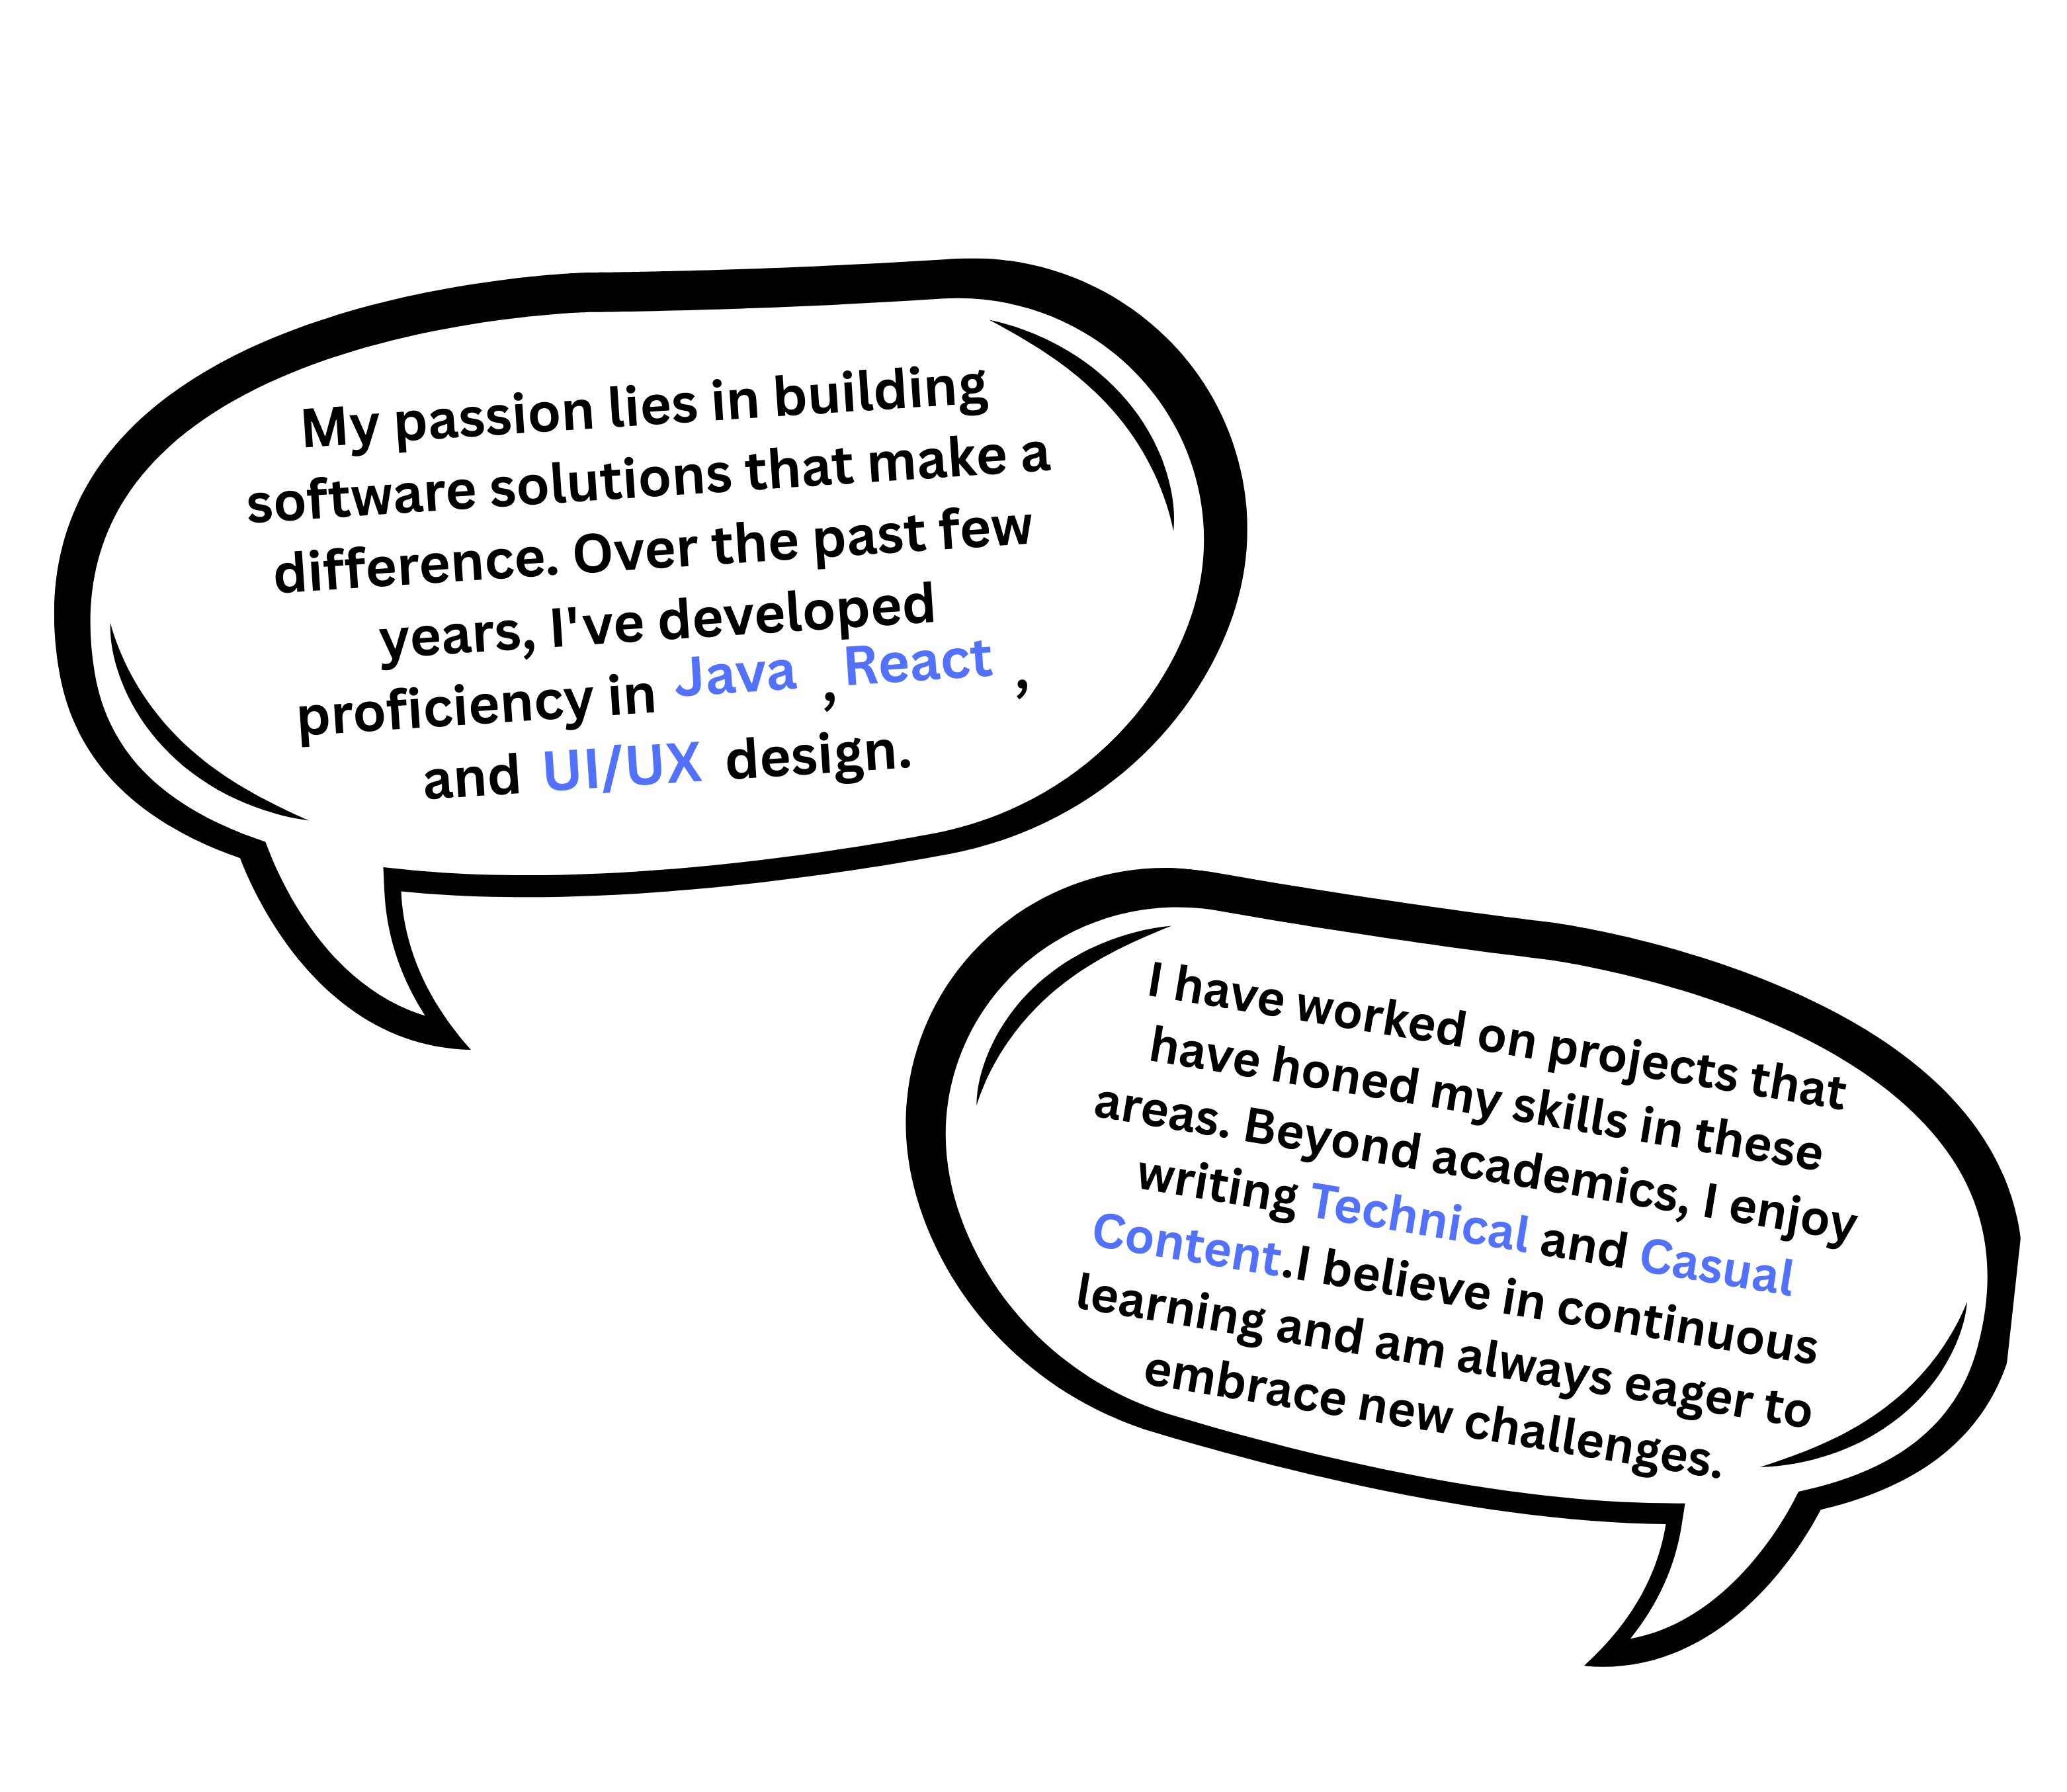 My passion lies in building
software solutions that make a
difference. Over the past few
years, I've developed
proficiency in Java , React ,
and UI/UX design.
I have worked on projects that
have honed my skills in these
areas. Beyond academics, I enjoy
writing Technical and Casual
Content.I believe in continuous
learning and am always eager to
embrace new challenges.